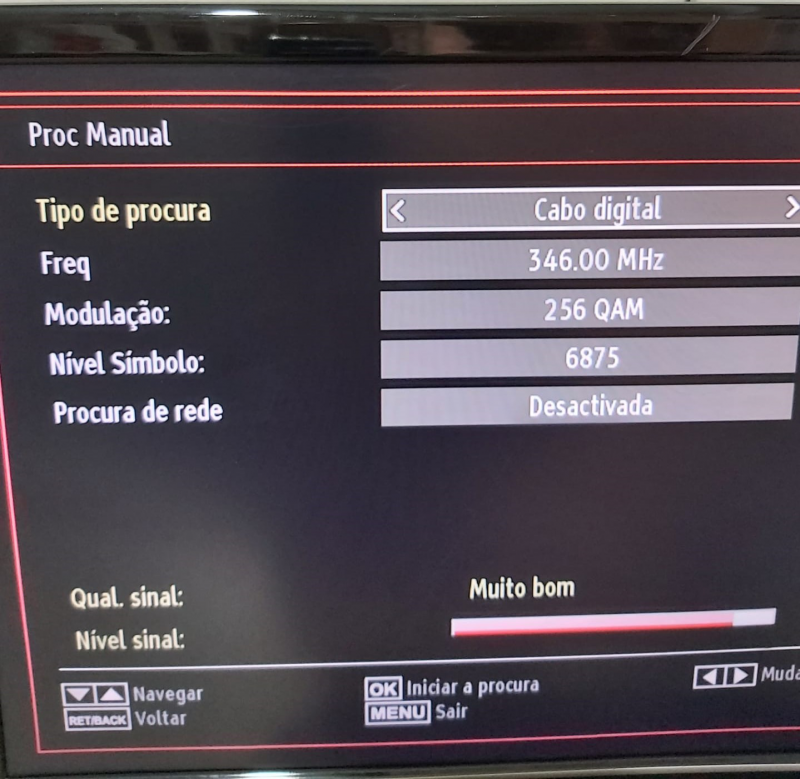 Proc Manual
Tipo de procura < Cabo digital >
Freq 346.00 MHz
Modulação: 256 QAM
Nível Símbolo: 6875
Procura de rede Desactivada
Qual. sinal: Muito bom
Nível sinal:
Navegar OK Iniciar a procura
RET/BACK Voltar MENU Sair